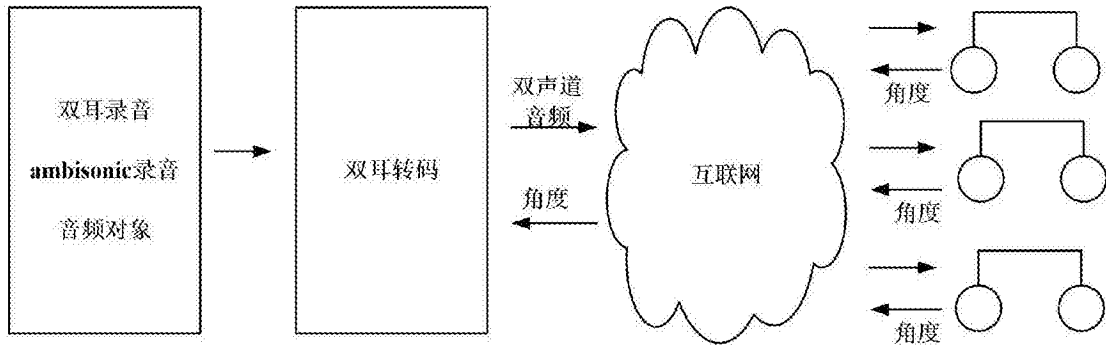 双耳录音
ambisonic录音
音频对象
双耳转码
双声道
音频
角度
互联网
角度
角度
角度